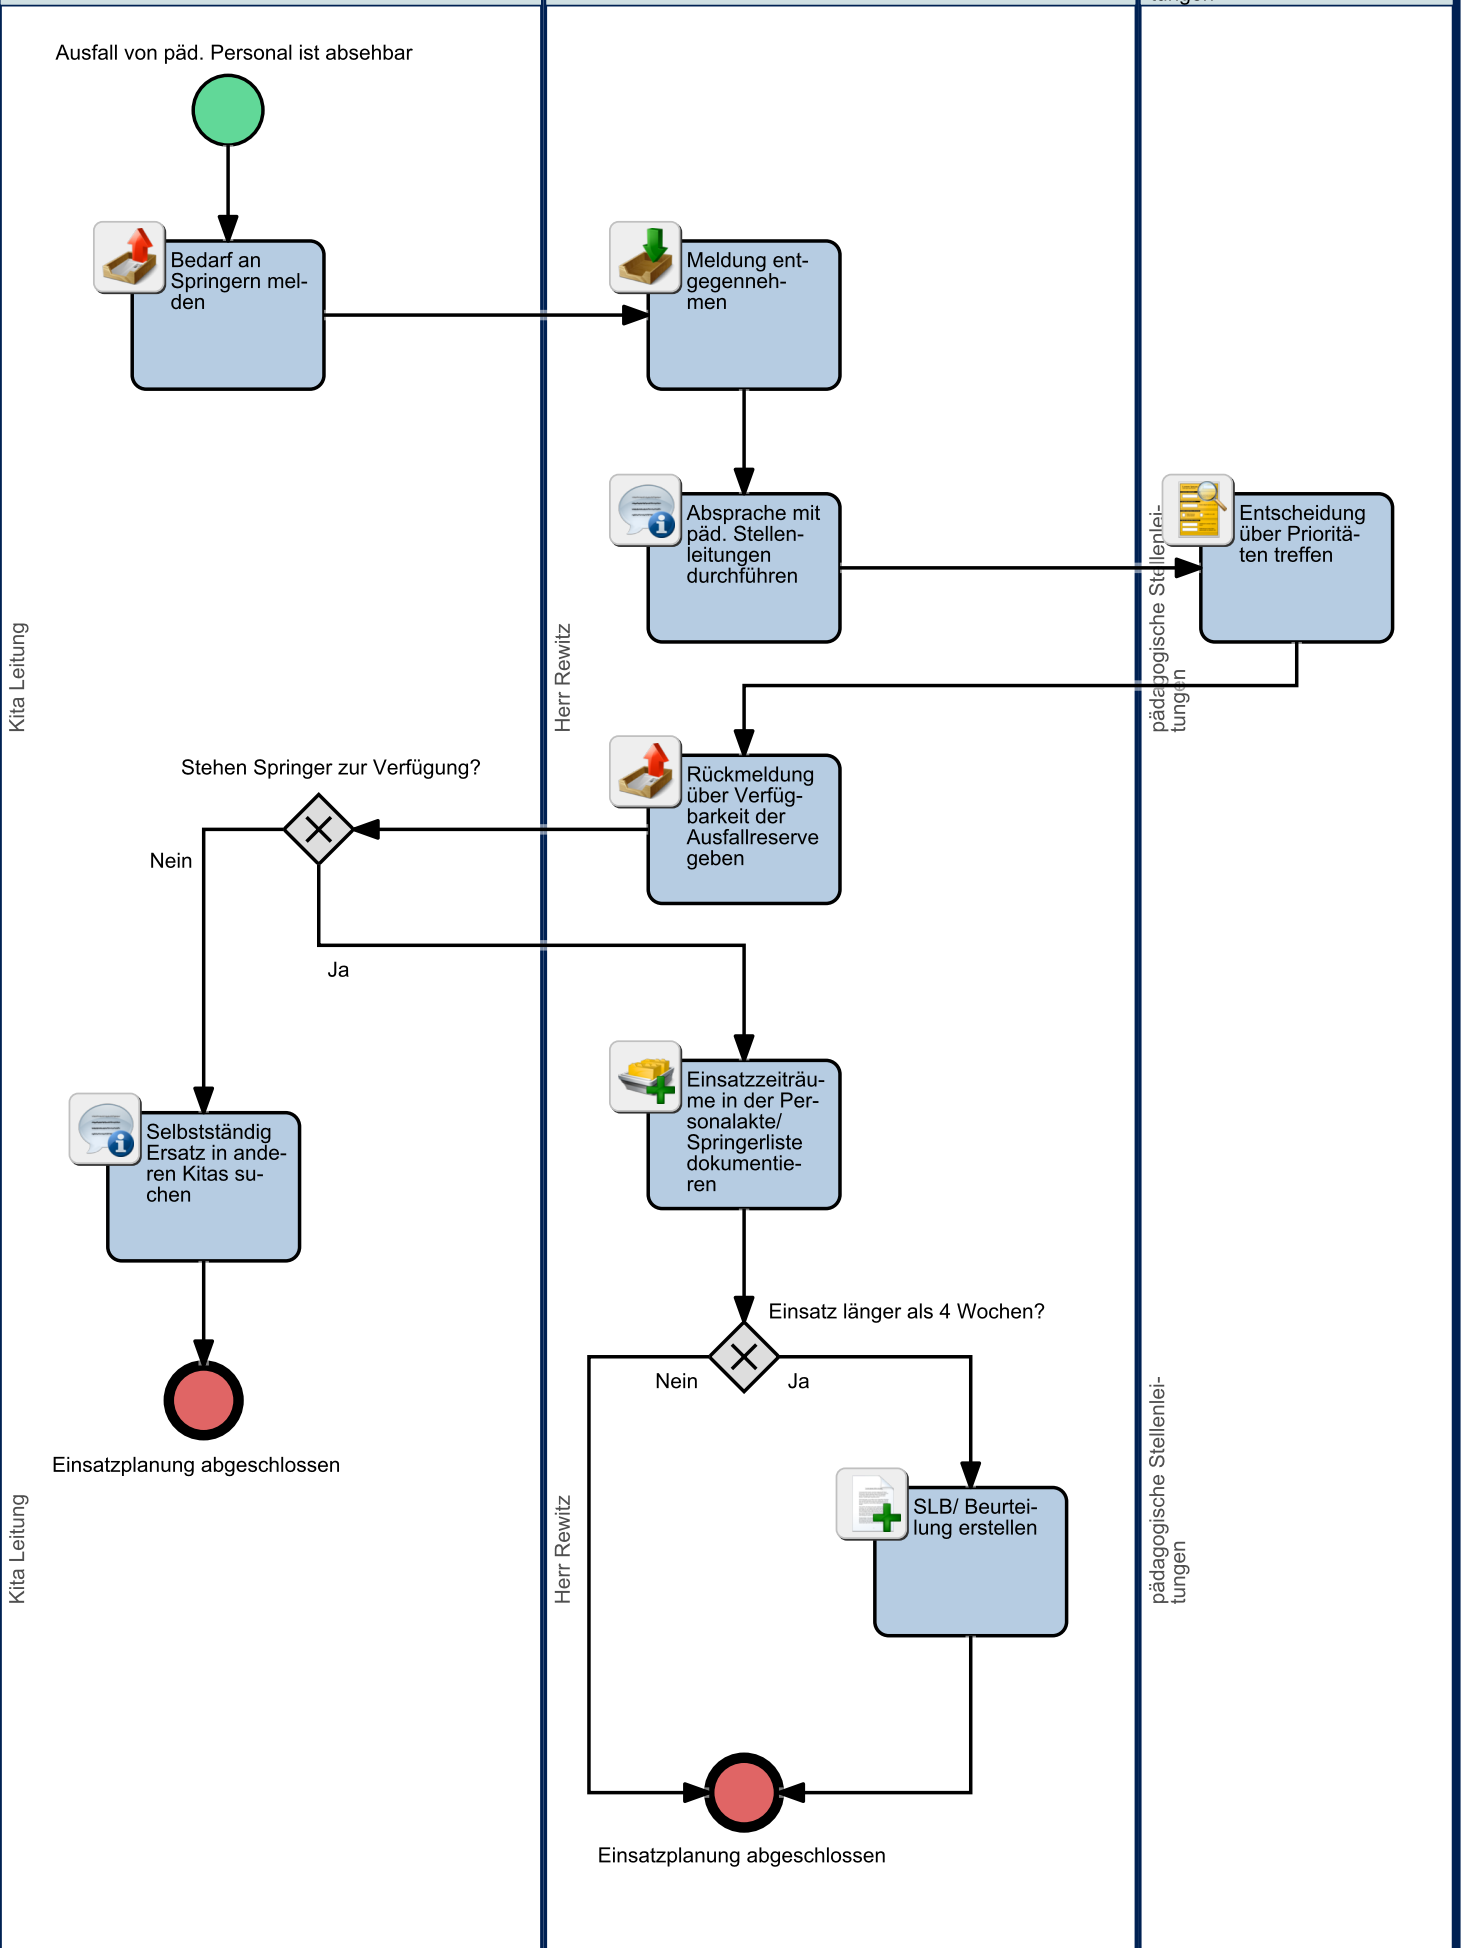 tungen
Ausfall von päd. Personal ist absehbar
Bedarf an
Springern mel-
den
Meldung ent-
gegenneh-
men
Absprache mit
päd. Stellen-
leitungen
durchführen
Entscheidung
über Prioritä-
ten treffen
Kita Leitung
Herr Rewitz
pädagogische Stellenlei-
tungen
Stehen Springer zur Verfügung?
Rückmeldung
über Verfüg-
barkeit der
Ausfallreserve
geben
Nein
Ja
Einsatzzeiträu-
me in der Per-
sonalakte/
Springerliste
dokumentie-
ren
Selbstständig
Ersatz in ande-
ren Kitas su-
chen
Einsatz länger als 4 Wochen?
Nein
Ja
Einsatzplanung abgeschlossen
SLB/ Beurtei-
lung erstellen
Kita Leitung
Herr Rewitz
pädagogische Stellenlei-
tungen
Einsatzplanung abgeschlossen